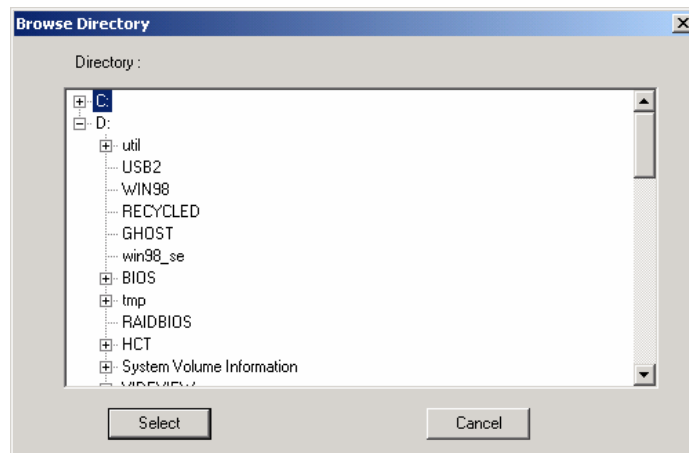 Browse Directory
Directory :
C:
D:
util
USB2
WIN98
RECYCLED
GHOST
win98_se
BIOS
tmp
RAIDBIOS
HCT
System Volume Information
Select
Cancel